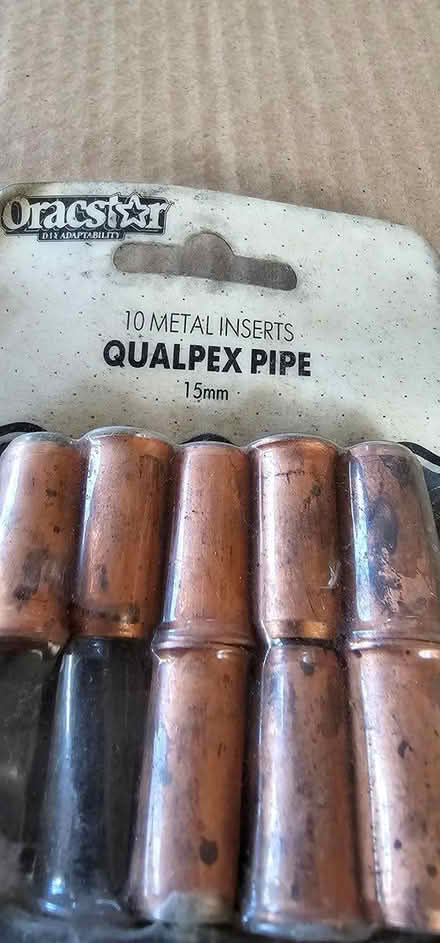 Oracstar
DIY ADAPTABILITY
10 METAL INSERTS
QUALPEX PIPE
15mm